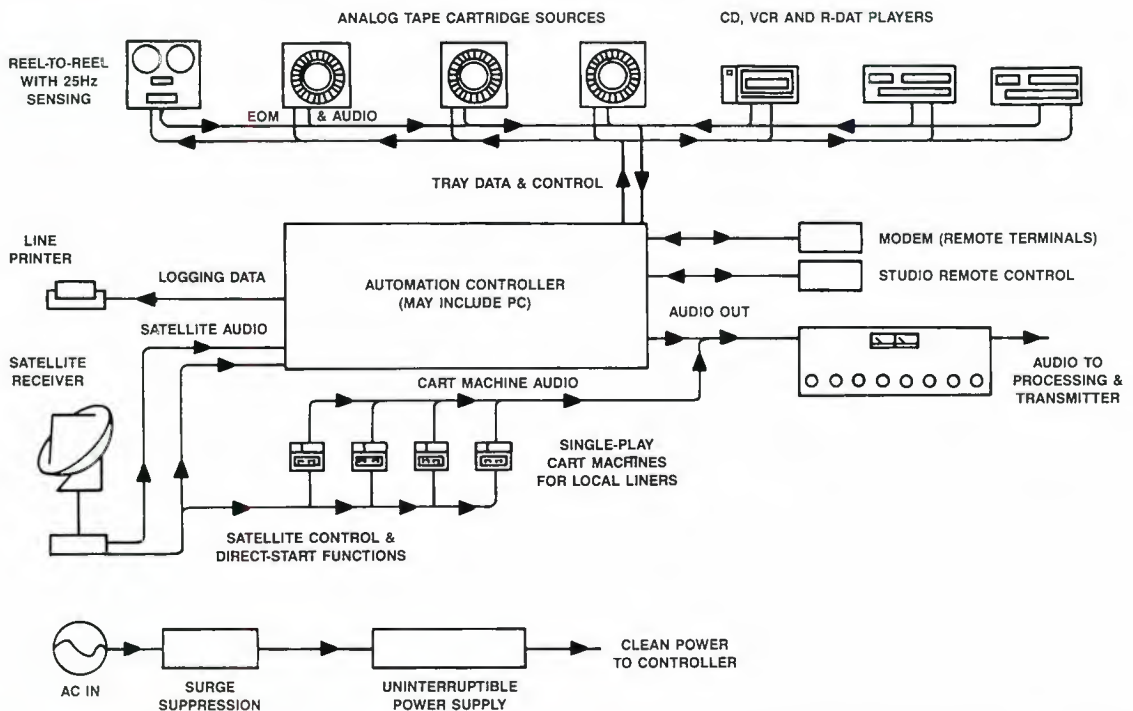 ANALOG TAPE CARTRIDGE SOURCES
CD, VCR AND R-DAT PLAYERS
REEL-TO-REEL
WITH 25Hz
SENSING
EOM & AUDIO
TRAY DATA & CONTROL
LINE
PRINTER
LOGGING DATA
AUTOMATION CONTROLLER
(MAY INCLUDE PC)
MODEM (REMOTE TERMINALS)
STUDIO REMOTE CONTROL
AUDIO OUT
SATELLITE AUDIO
SATELLITE
RECEIVER
AUDIO TO
PROCESSING &
TRANSMITTER
CART MACHINE AUDIO
SINGLE-PLAY
CART MACHINES
FOR LOCAL LINERS
SATELLITE CONTROL &
DIRECT-START FUNCTIONS
AC IN
SURGE
SUPPRESSION
UNINTERRUPTIBLE
POWER SUPPLY
CLEAN POWER
TO CONTROLLER